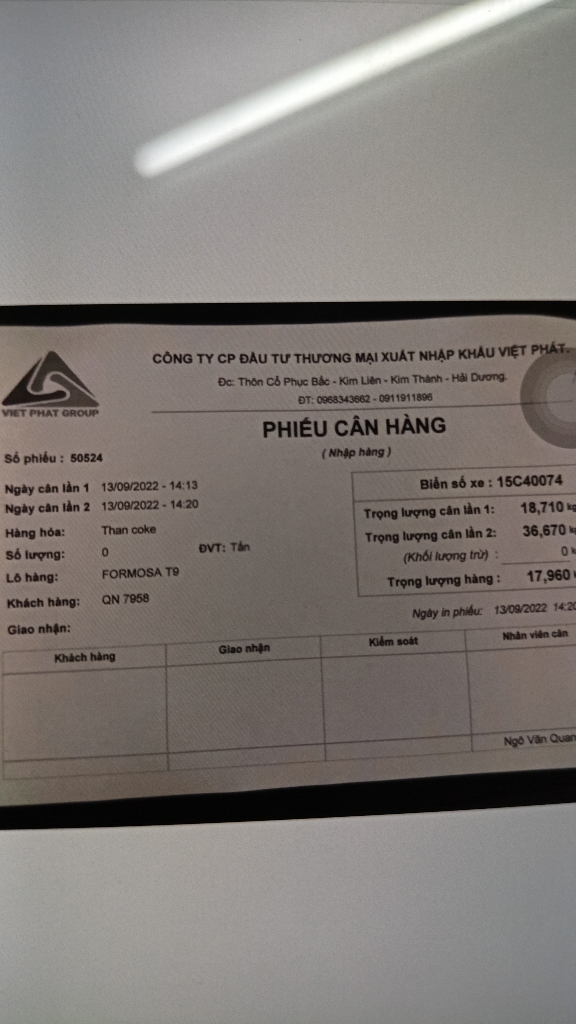 CÔNG TY CP ĐẦU TƯ THƯƠNG MẠI XUẤT NHẬP KHẨU VIỆT PHÁT.
Đc: Thôn Cổ Phục Bắc - Kim Liên - Kim Thành - Hải Dương.
ĐT: 0968343662 - 0911911896
VIET PHAT GROUP
PHIẾU CÂN HÀNG
( Nhập hàng )
Số phiếu : 50524
Ngày cân lần 1 13/09/2022 - 14:13
Ngày cân lần 2 13/09/2022 - 14:20
Hàng hóa: Than coke
Số lượng: 0 ĐVT: Tấn
Lô hàng: FORMOSA T9
Khách hàng: QN 7958
Giao nhận:
Biển số xe : 15C40074
Trọng lượng cân lần 1: 18,710 kg
Trọng lượng cân lần 2: 36,670
(Khối lượng trừ) : 0
Trọng lượng hàng : 17,960
Ngày in phiếu: 13/09/2022 14:20
Khách hàng Giao nhận Kiểm soát Nhân viên cân
Ngô Văn Quan